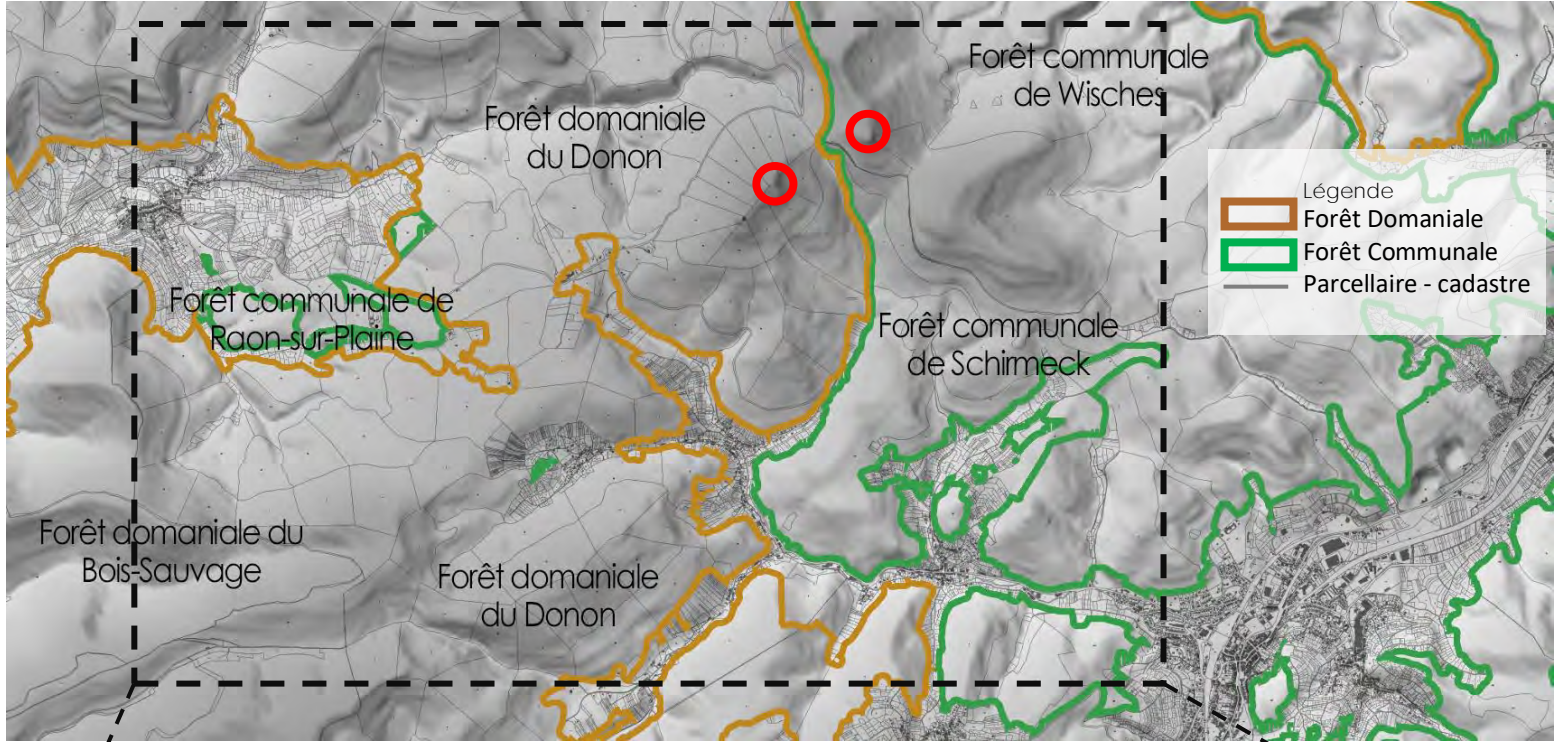 Forêt communale
de Wisches
Forêt domaniale
du Donon
Légende
Forêt Domaniale
Forêt Communale
Parcellaire - cadastre
Forêt communale de
Raon-sur-Plaine
Forêt communale
de Schirmeck
Forêt domaniale du
Bois-Sauvage
Forêt domaniale
du Donon